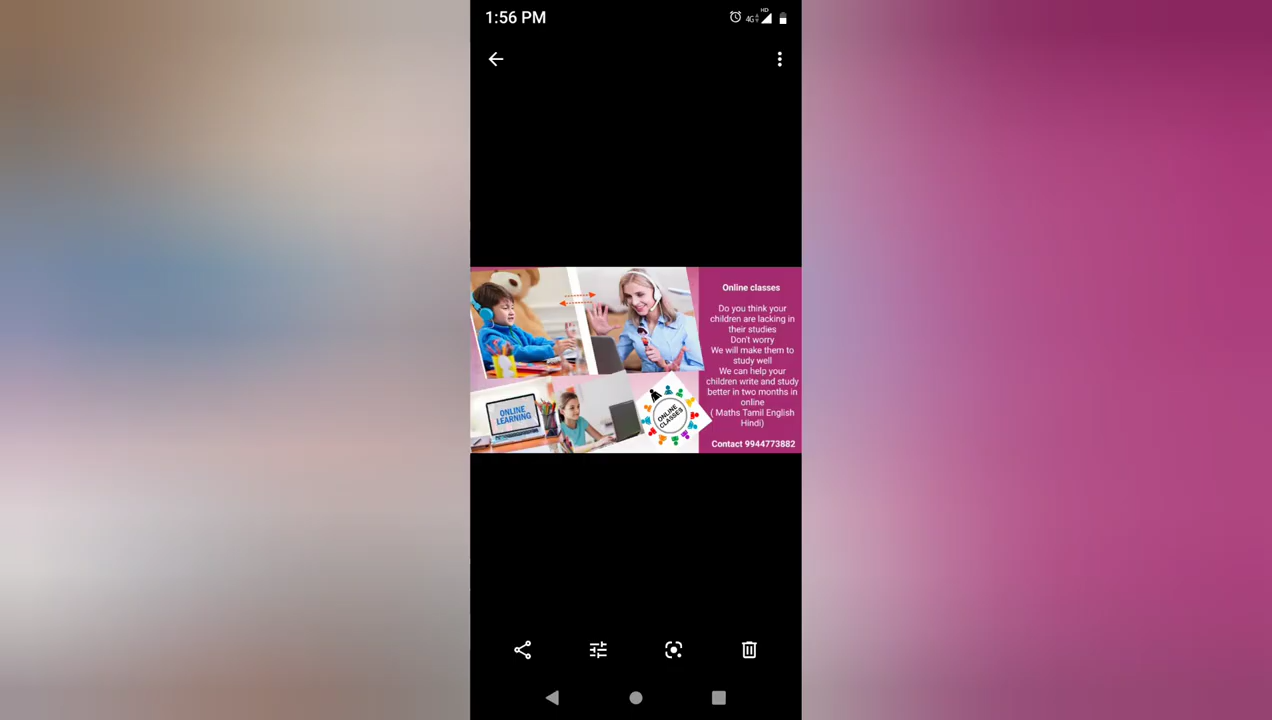 1:56 PM
HD
4G
Online classes
Do you think your
children are lacking in
their studies
Don't worry
We will make them to
study well
We can help your
children write and study
better in two months in
online
( Maths Tamil English
Hindi)
Contact 9944773882
ONLINE
LEARNING
ONLINE
CLASSES